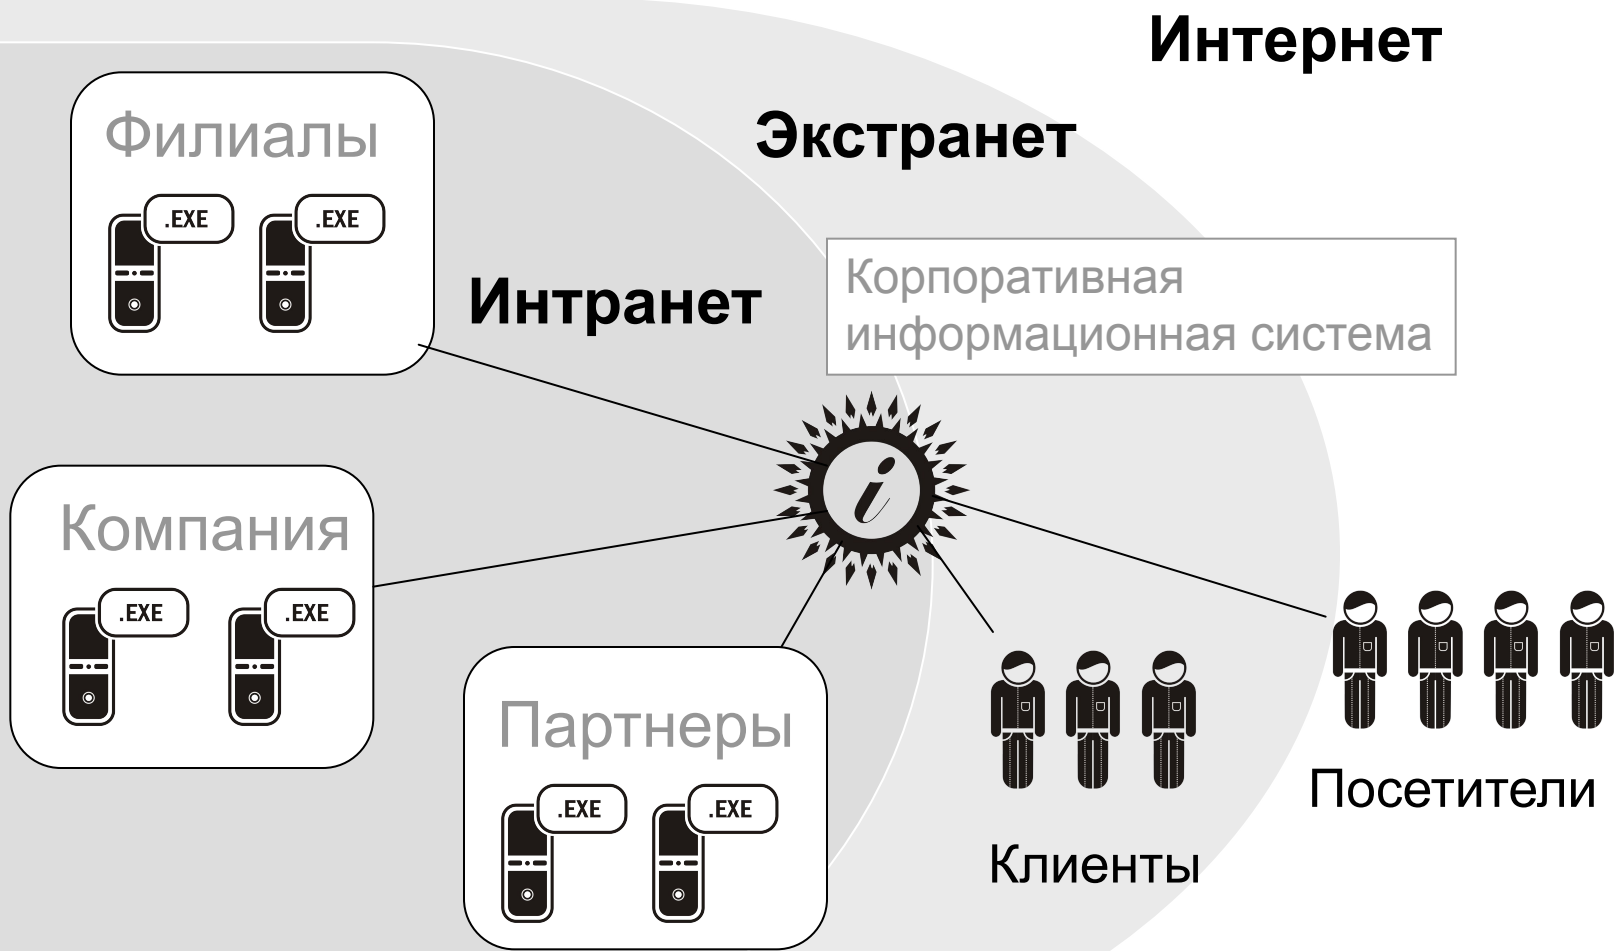 Интернет
Экстранет
Филиалы
.EXE
.EXE
Интранет
Корпоративная
информационная система
i
Компания
.EXE
.EXE
Партнеры
.EXE
.EXE
Посетители
Клиенты